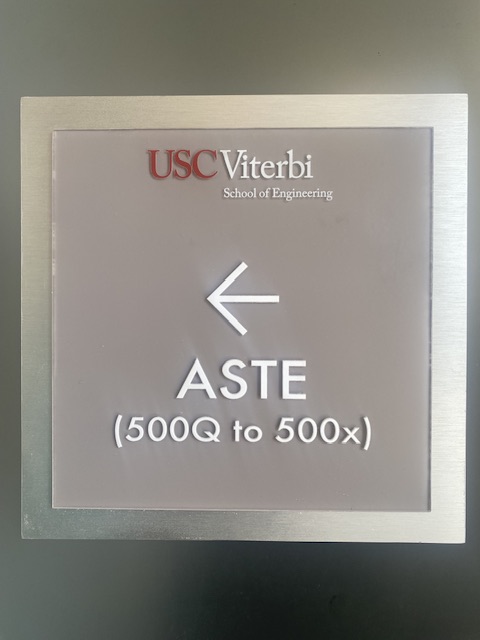 USC Viterbi
School of Engineering
←
ASTE
(500Q to 500x)